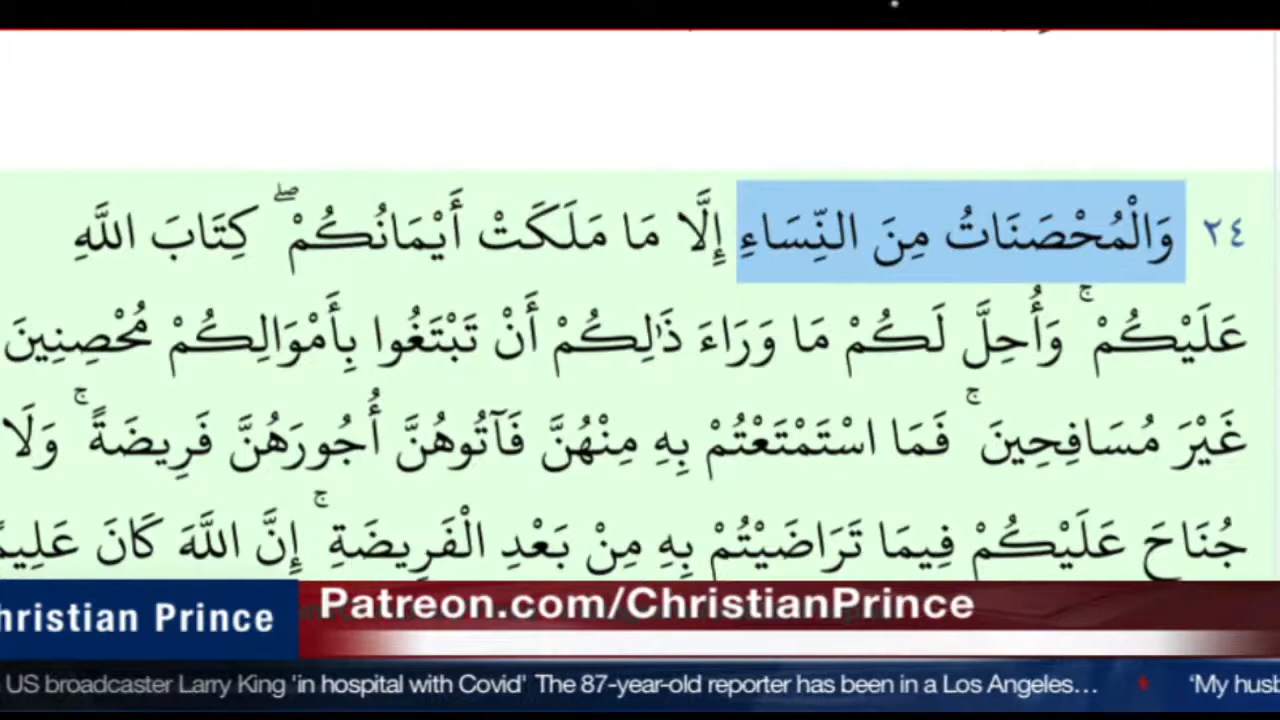 ٢٤ وَالْمُحْصَنَاتُ مِنَ النِّسَاءِ إِلَّا مَا مَلَكَتْ أَيْمَانُكُمْ ۖ كِتَابَ اللَّهِ
عَلَيْكُمْ ۚ وَأُحِلَّ لَكُمْ مَا وَرَاءَ ذَٰلِكُمْ أَنْ تَبْتَغُوا بِأَمْوَالِكُمْ مُحْصِنِينَ
غَيْرَ مُسَافِحِينَ ۚ فَمَا اسْتَمْتَعْتُمْ بِهِ مِنْهُنَّ فَآتُوهُنَّ أُجُورَهُنَّ فَرِيضَةً ۚ وَلَا
جُنَاحَ عَلَيْكُمْ فِيمَا تَرَاضَيْتُمْ بِهِ مِنْ بَعْدِ الْفَرِيضَةِ ۚ إِنَّ اللَّهَ كَانَ
hristian Prince
Patreon.com/ChristianPrince
US broadcaster Larry King 'in hospital with Covid' The 87-year-old reporter has been in a Los Angeles... 'My husb